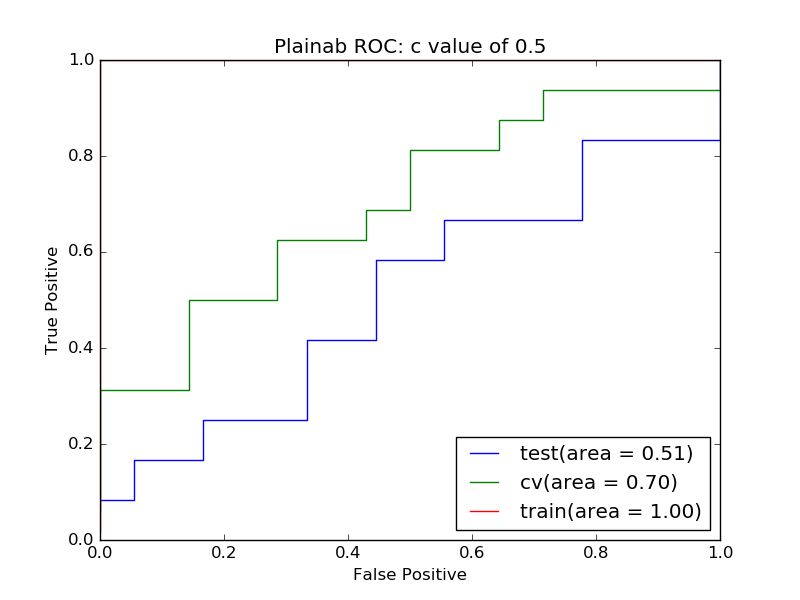 Plainab ROC: c value of 0.5
1.0
0.8
0.6
0.4
0.2
0.0
True Positive
test(area = 0.51)
cv(area = 0.70)
train(area = 1.00)
0.0 0.2 0.4 0.6 0.8 1.0
False Positive